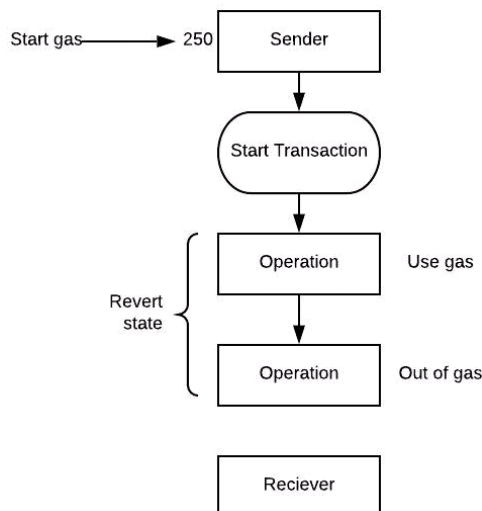 Start gas
250
Sender
Start Transaction
Operation
Use gas
Revert
state
Operation
Out of gas
Reciever